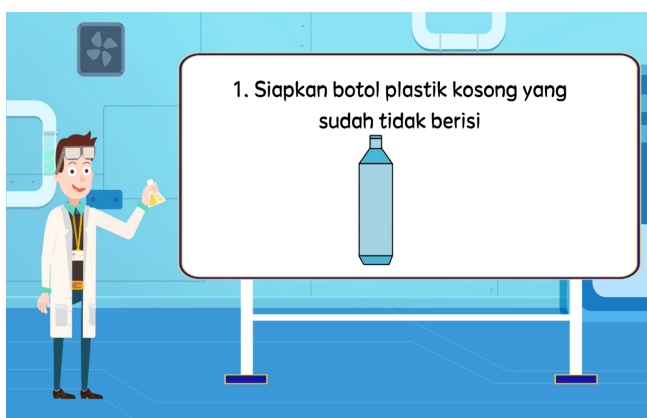 1. Siapkan botol plastik kosong yang
sudah tidak berisi